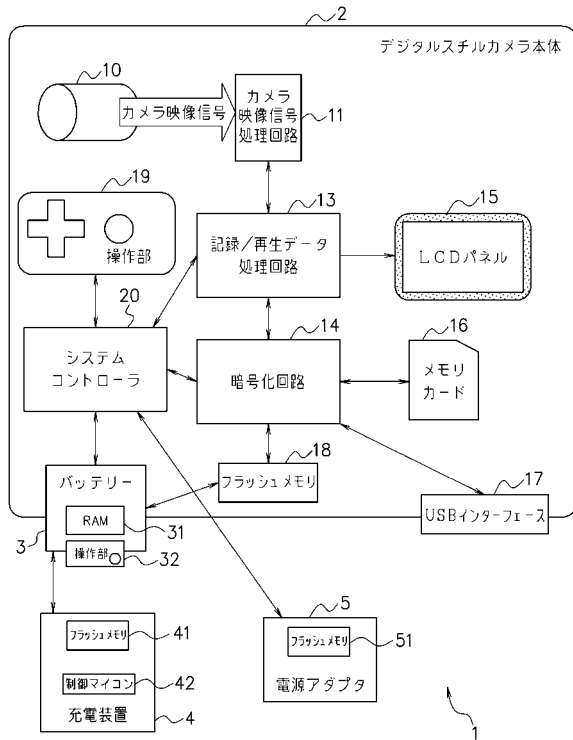 2
デジタルスチルカメラ本体
10
カメラ映像信号
カメラ
映像信号
処理回路
11
19
操作部
13
記録/再生データ
処理回路
15
LCDパネル
20
システム
コントローラ
14
暗号化回路
16
メモリ
カード
バッテリー
RAM
31
操作部
32
3
18
フラッシュメモリ
17
USBインターフェース
フラッシュメモリ
41
制御マイコン
42
充電装置
4
5
フラッシュメモリ
51
電源アダプタ
1